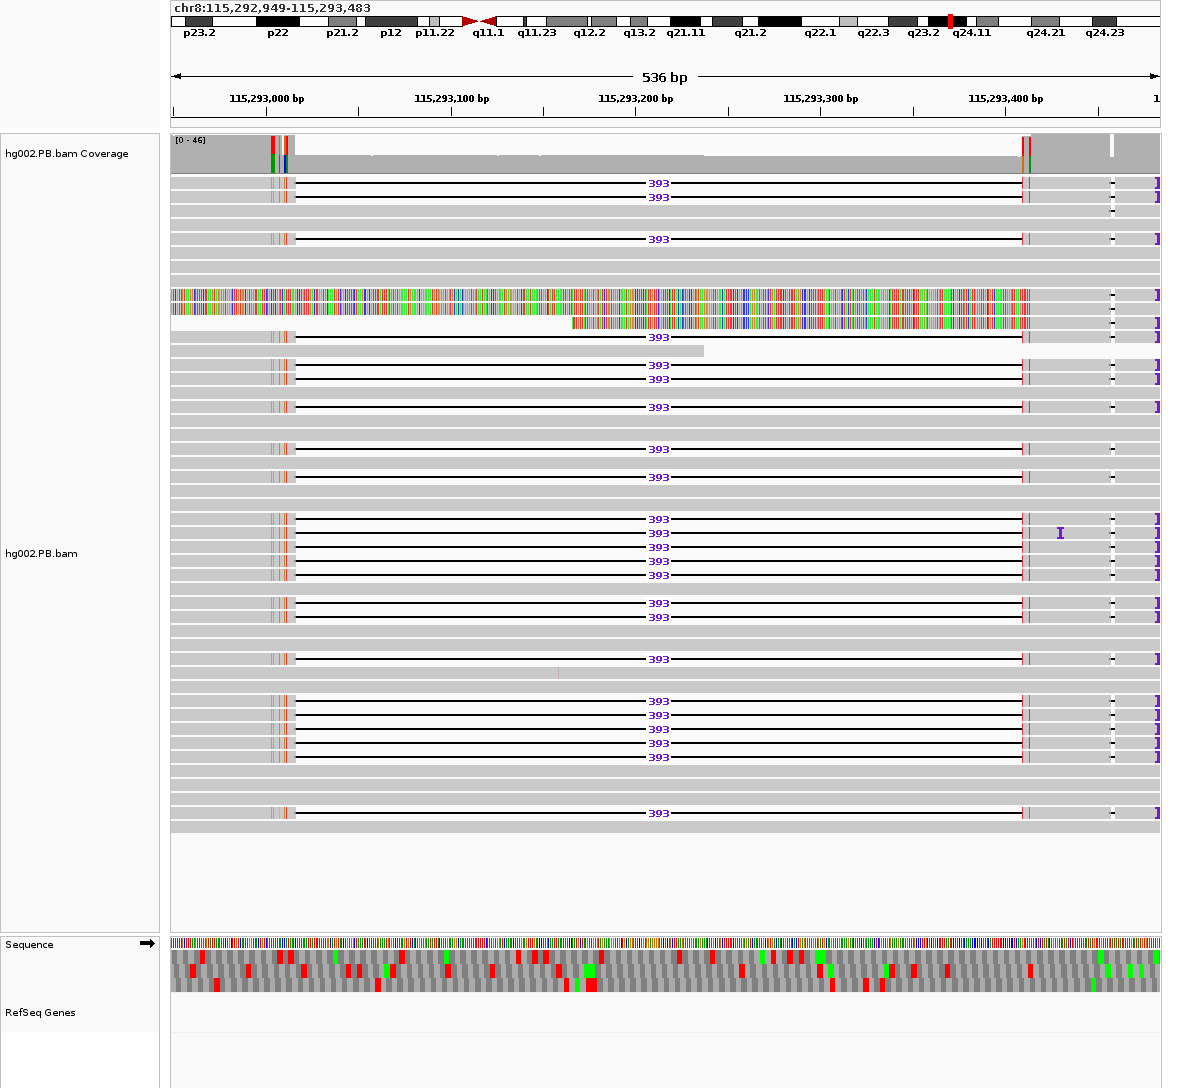 chr8:115,292,949-115,293,483
p23.2 p22 p21.2 p12 p11.22 q11.1 q11.23 q12.2 q13.2 q21.11 q21.2 q22.1 q22.3 q23.2 q24.11 q24.21 q24.23
536 bp
115,293,000 bp 115,293,100 bp 115,293,200 bp 115,293,300 bp 115,293,400 bp 1
[0 - 46]
hg002.PB.bam Coverage
393
393
393
393
393
393
393
393
393
393
393
393
hg002.PB.bam
393
393
393
393
393
393
393
393
393
393
393
Sequence
RefSeq Genes